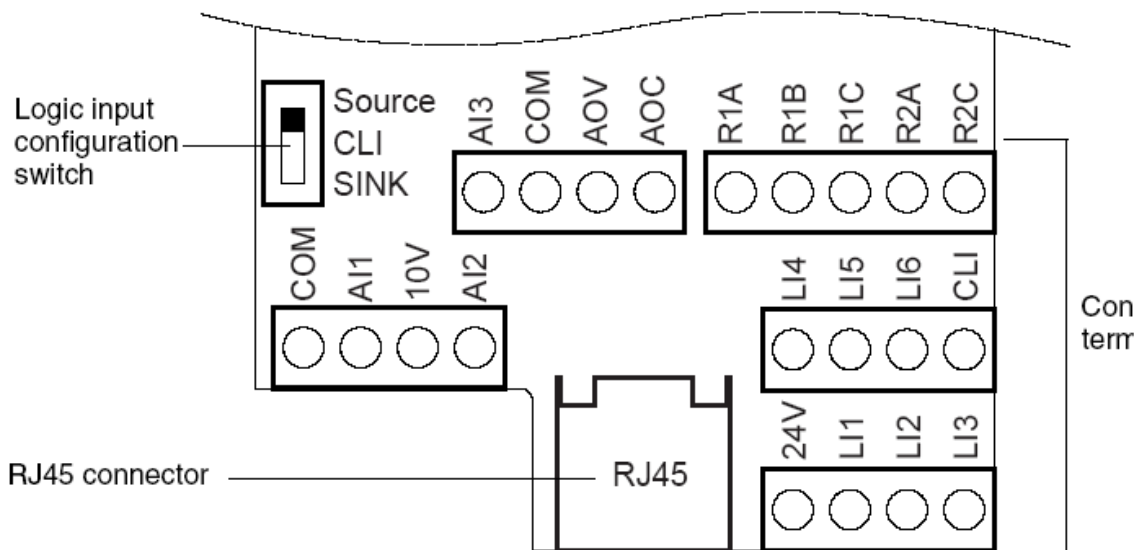 Logic input
configuration
switch
Source
CLI
SINK
AI3 COM AOV AOC
R1A R1B R1C R2A R2C
COM AI1 10V AI2
LI4 LI5 LI6 CLI
Con
term
24V LI1 LI2 LI3
RJ45 connector
RJ45